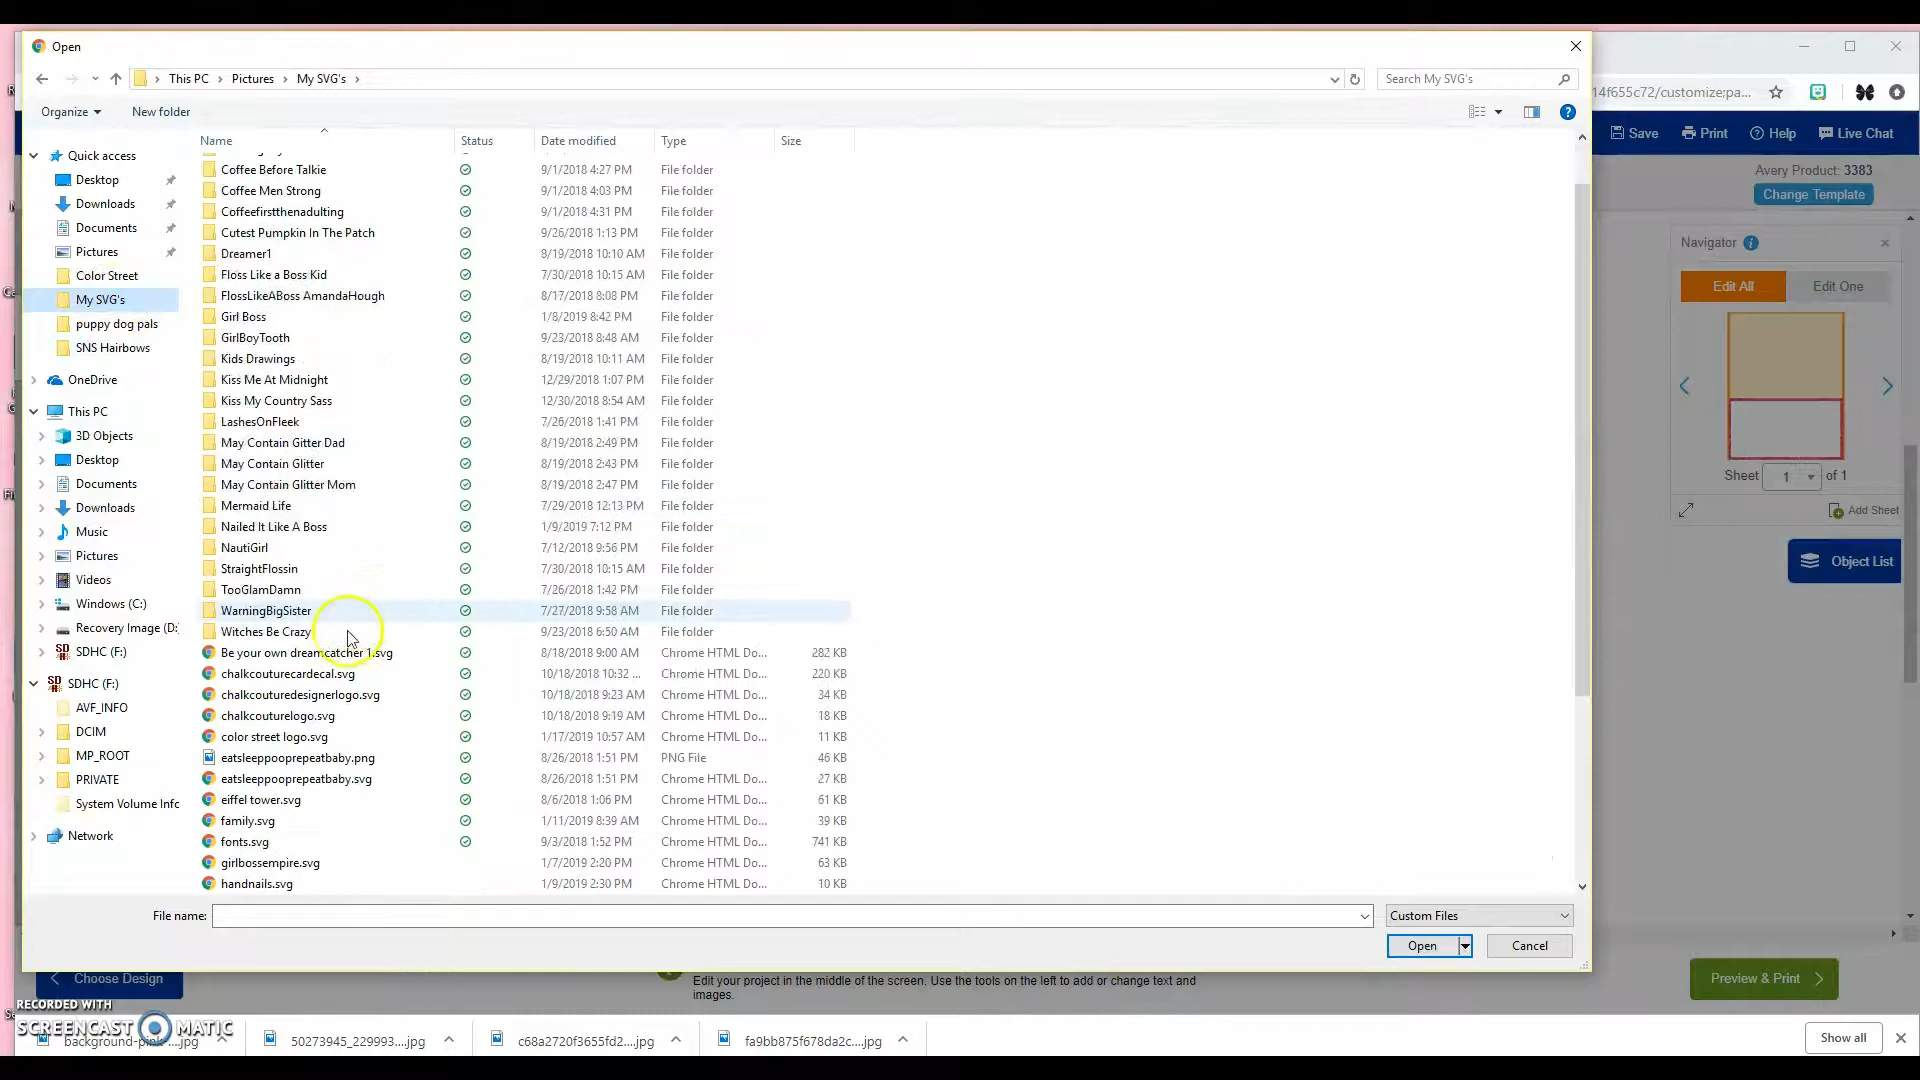 Open
This PC > Pictures > My SVG's >
Search My SVG's
14f655c72/customize;pa...
Organize
New folder
Save
Print
Help
Live Chat
Name
Status
Date modified
Type
Size
Avery Product: 3383
Change Template
Navigator
Edit All
Edit One
Sheet 1 of 1
Add Sheet
Object List
Quick access
Desktop
Downloads
Documents
Pictures
Color Street
My SVG's
puppy dog pals
SNS Hairbows
OneDrive
This PC
3D Objects
Desktop
Documents
Downloads
Music
Pictures
Videos
Windows (C:)
Recovery Image (D:
SDHC (F:)
SDHC (F:)
AVF_INFO
DCIM
MP_ROOT
PRIVATE
System Volume Info
Network
Coffee Before Talkie 9/1/2018 4:27 PM File folder
Coffee Men Strong 9/1/2018 4:03 PM File folder
Coffeefirstthenadulting 9/1/2018 4:31 PM File folder
Cutest Pumpkin In The Patch 9/26/2018 1:13 PM File folder
Dreamer1 8/19/2018 10:10 AM File folder
Floss Like a Boss Kid 7/30/2018 10:15 AM File folder
FlossLikeABoss AmandaHough 8/17/2018 8:08 PM File folder
Girl Boss 1/8/2019 8:42 PM File folder
GirlBoyTooth 9/23/2018 8:48 AM File folder
Kids Drawings 8/19/2018 10:11 AM File folder
Kiss Me At Midnight 12/29/2018 1:07 PM File folder
Kiss My Country Sass 12/30/2018 8:54 AM File folder
LashesOnFleek 7/26/2018 1:41 PM File folder
May Contain Gitter Dad 8/19/2018 2:49 PM File folder
May Contain Glitter 8/19/2018 2:43 PM File folder
May Contain Glitter Mom 8/19/2018 2:47 PM File folder
Mermaid Life 7/29/2018 12:13 PM File folder
Nailed It Like A Boss 1/9/2019 7:12 PM File folder
NautiGirl 7/12/2018 9:56 PM File folder
StraightFlossin 7/30/2018 10:15 AM File folder
TooGlamDamn 7/26/2018 1:42 PM File folder
WarningBigSister 7/27/2018 9:58 AM File folder
Witches Be Crazy 9/23/2018 6:50 AM File folder
Be your own dreamcatcher 1.svg 8/18/2018 9:00 AM Chrome HTML Do... 282 KB
chalkcouturecardecal.svg 10/18/2018 10:32 ... Chrome HTML Do... 220 KB
chalkcouturedesignerlogo.svg 10/18/2018 9:23 AM Chrome HTML Do... 34 KB
chalkcouturelogo.svg 10/18/2018 9:19 AM Chrome HTML Do... 18 KB
color street logo.svg 1/17/2019 10:57 AM Chrome HTML Do... 11 KB
eatsleeppooprepeatbaby.png 8/26/2018 1:51 PM PNG File 46 KB
eatsleeppooprepeatbaby.svg 8/26/2018 1:51 PM Chrome HTML Do... 27 KB
eiffel tower.svg 8/6/2018 1:06 PM Chrome HTML Do... 61 KB
family.svg 1/11/2019 8:39 AM Chrome HTML Do... 39 KB
fonts.svg 9/3/2018 1:52 PM Chrome HTML Do... 741 KB
girlbossempire.svg 1/7/2019 2:20 PM Chrome HTML Do... 63 KB
handnails.svg 1/9/2019 2:30 PM Chrome HTML Do... 10 KB
File name:
Custom Files
Open
Cancel
Choose Design
Edit your project in the middle of the screen. Use the tools on the left to add or change text and
images.
Preview & Print
RECORDED WITH
SCREENCAST MATIC
background-pink-....jpg
50273945_229993....jpg
c68a2720f3655fd2....jpg
fa9bb875f678da2c....jpg
Show all